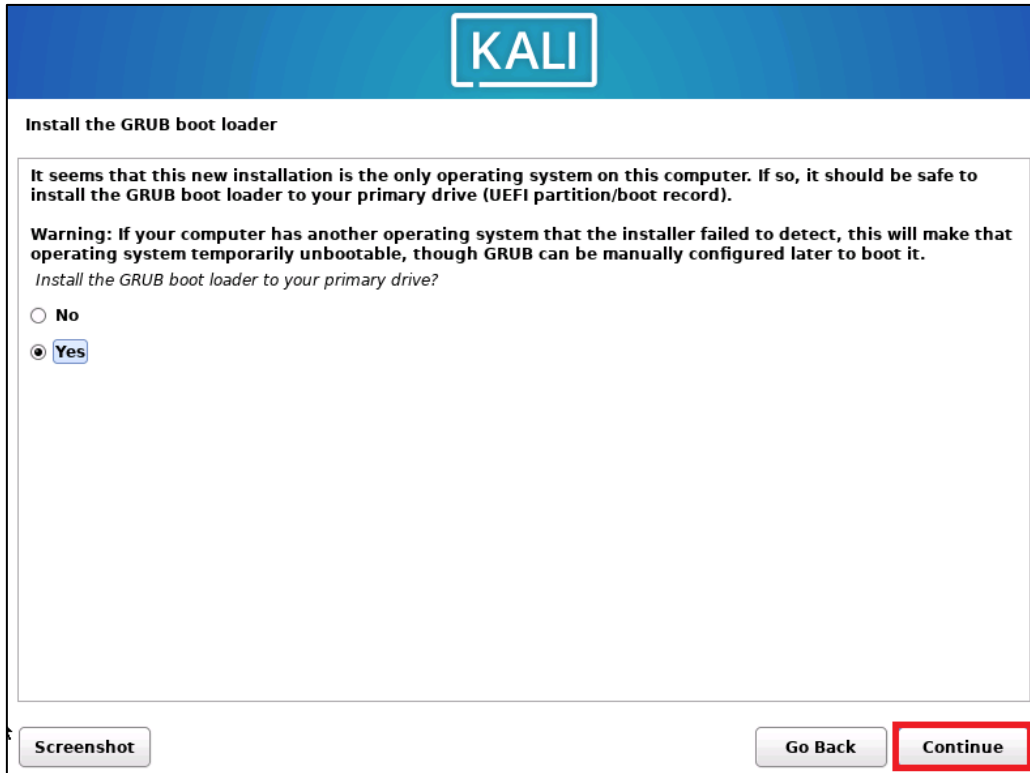 KALI
Install the GRUB boot loader
It seems that this new installation is the only operating system on this computer. If so, it should be safe to
install the GRUB boot loader to your primary drive (UEFI partition/boot record).
Warning: If your computer has another operating system that the installer failed to detect, this will make that
operating system temporarily unbootable, though GRUB can be manually configured later to boot it.
Install the GRUB boot loader to your primary drive?
No
Yes
Screenshot
Go Back
Continue